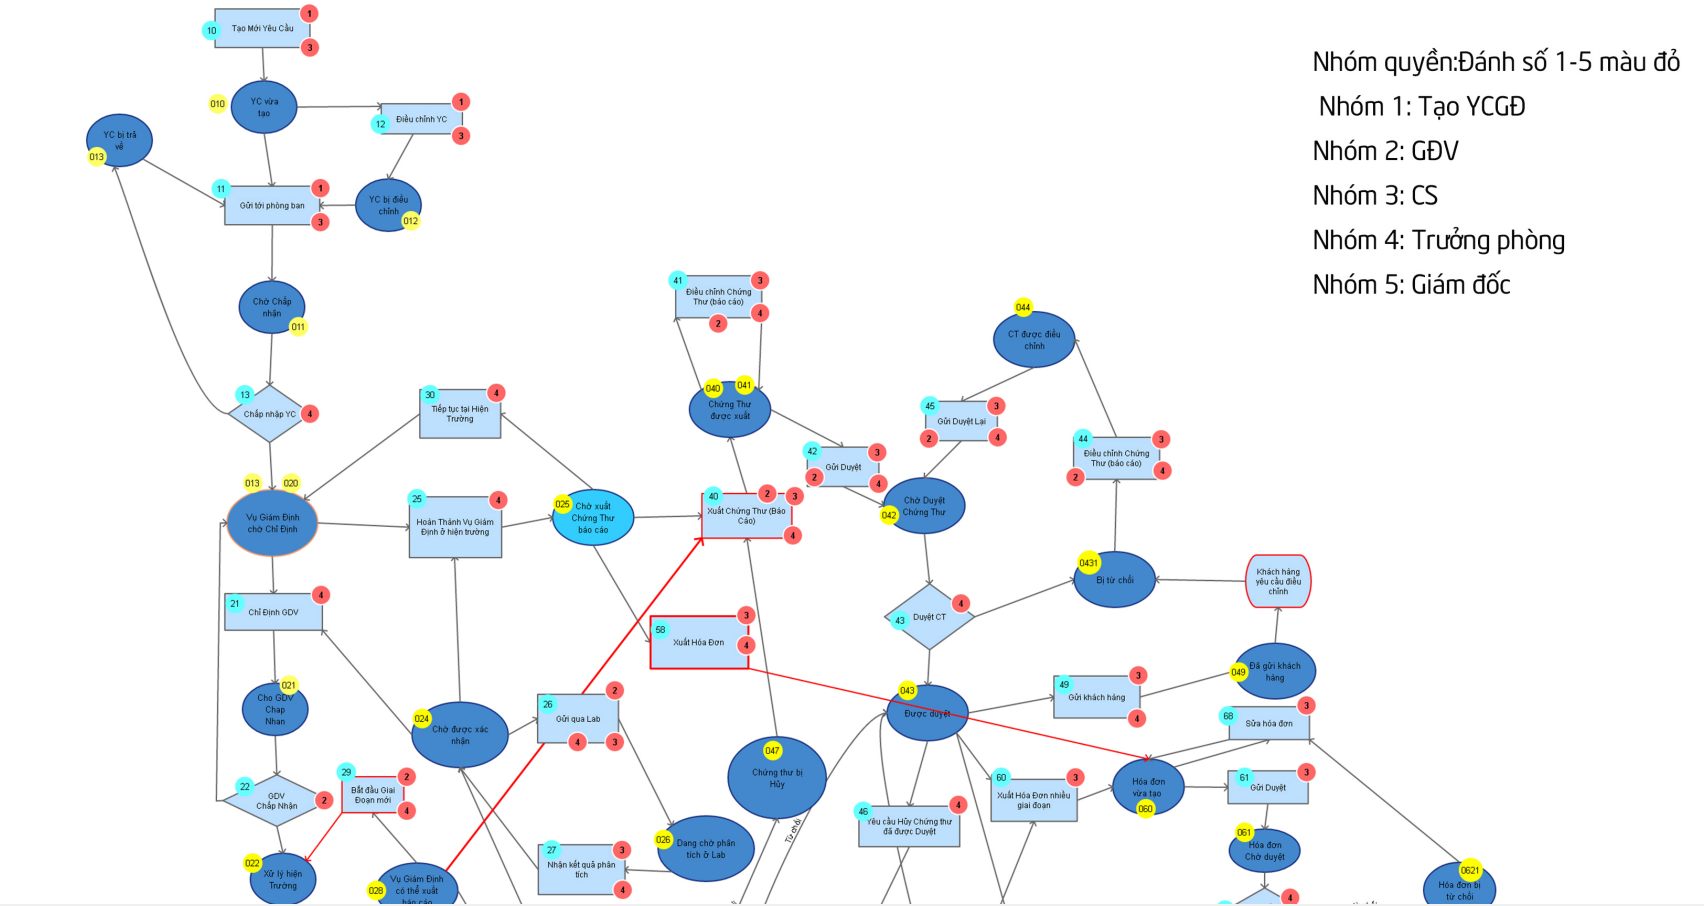 Nhóm quyền:Đánh số 1-5 màu đỏ
Nhóm 1: Tạo YCGĐ
Nhóm 2: GĐV
Nhóm 3: CS
Nhóm 4: Trưởng phòng
Nhóm 5: Giám đốc
1
10
Tạo Mới Yêu Cầu
3
010
YC vừa
tạo
1
12
Điều chỉnh YC
3
YC bị trả
về
013
11
1
Gửi tới phòng ban
3
YC bị điều
chỉnh
012
Chờ Chấp
nhận
011
13
Chấp nhập YC
4
30
4
Tiếp tục tại Hiện
Trường
41
3
Điều chỉnh Chứng
Thư (báo cáo)
4
2
040
041
Chứng Thư
được xuất
044
CT được điều
chỉnh
45
3
Gửi Duyệt Lại
2
4
42
3
Gửi Duyệt
2
4
44
3
Điều chỉnh Chứng
Thư (báo cáo)
2
4
013
020
Vụ Giám Định
chờ Chỉ Định
25
4
Hoàn Thành Vụ Giám
Định ở hiện trường
025
Chờ xuất
Chứng Thư
báo cáo
40
2
3
Xuất Chứng Thư (Báo
Cáo)
4
Chờ Duyệt
Chứng Thư
042
0431
Bị từ chối
Khách hàng
yêu cầu điều
chỉnh
21
4
Chỉ Định GDV
43
Duyệt CT
4
58
3
Xuất Hóa Đơn
4
049
Đã gửi khách
hàng
021
Cho GĐV
Chap
Nhan
024
Chờ được xác
nhận
26
2
Gửi qua Lab
4
3
043
Được duyệt
49
3
Gửi khách hàng
4
68
3
Sửa hóa đơn
047
Chứng thư bị
Hủy
22
GDV
Chấp Nhận
2
29
2
Bắt đầu Giai
Đoạn mới
4
60
3
Xuất Hóa Đơn nhiều
giai đoạn
Hóa đơn
vừa tạo
060
61
3
Gửi Duyệt
46
4
Yêu cầu Hủy Chứng thư
đã được Duyệt
Từ chối
026
Dang chờ phân
tích ở Lab
27
3
Nhận kết quả phân
tích
4
061
Hóa đơn
Chờ duyệt
022
Xử lý hiện
Trường
028
Vụ Giám Định
có thể xuất
báo cáo
0621
Hóa đơn bị
từ chối
4